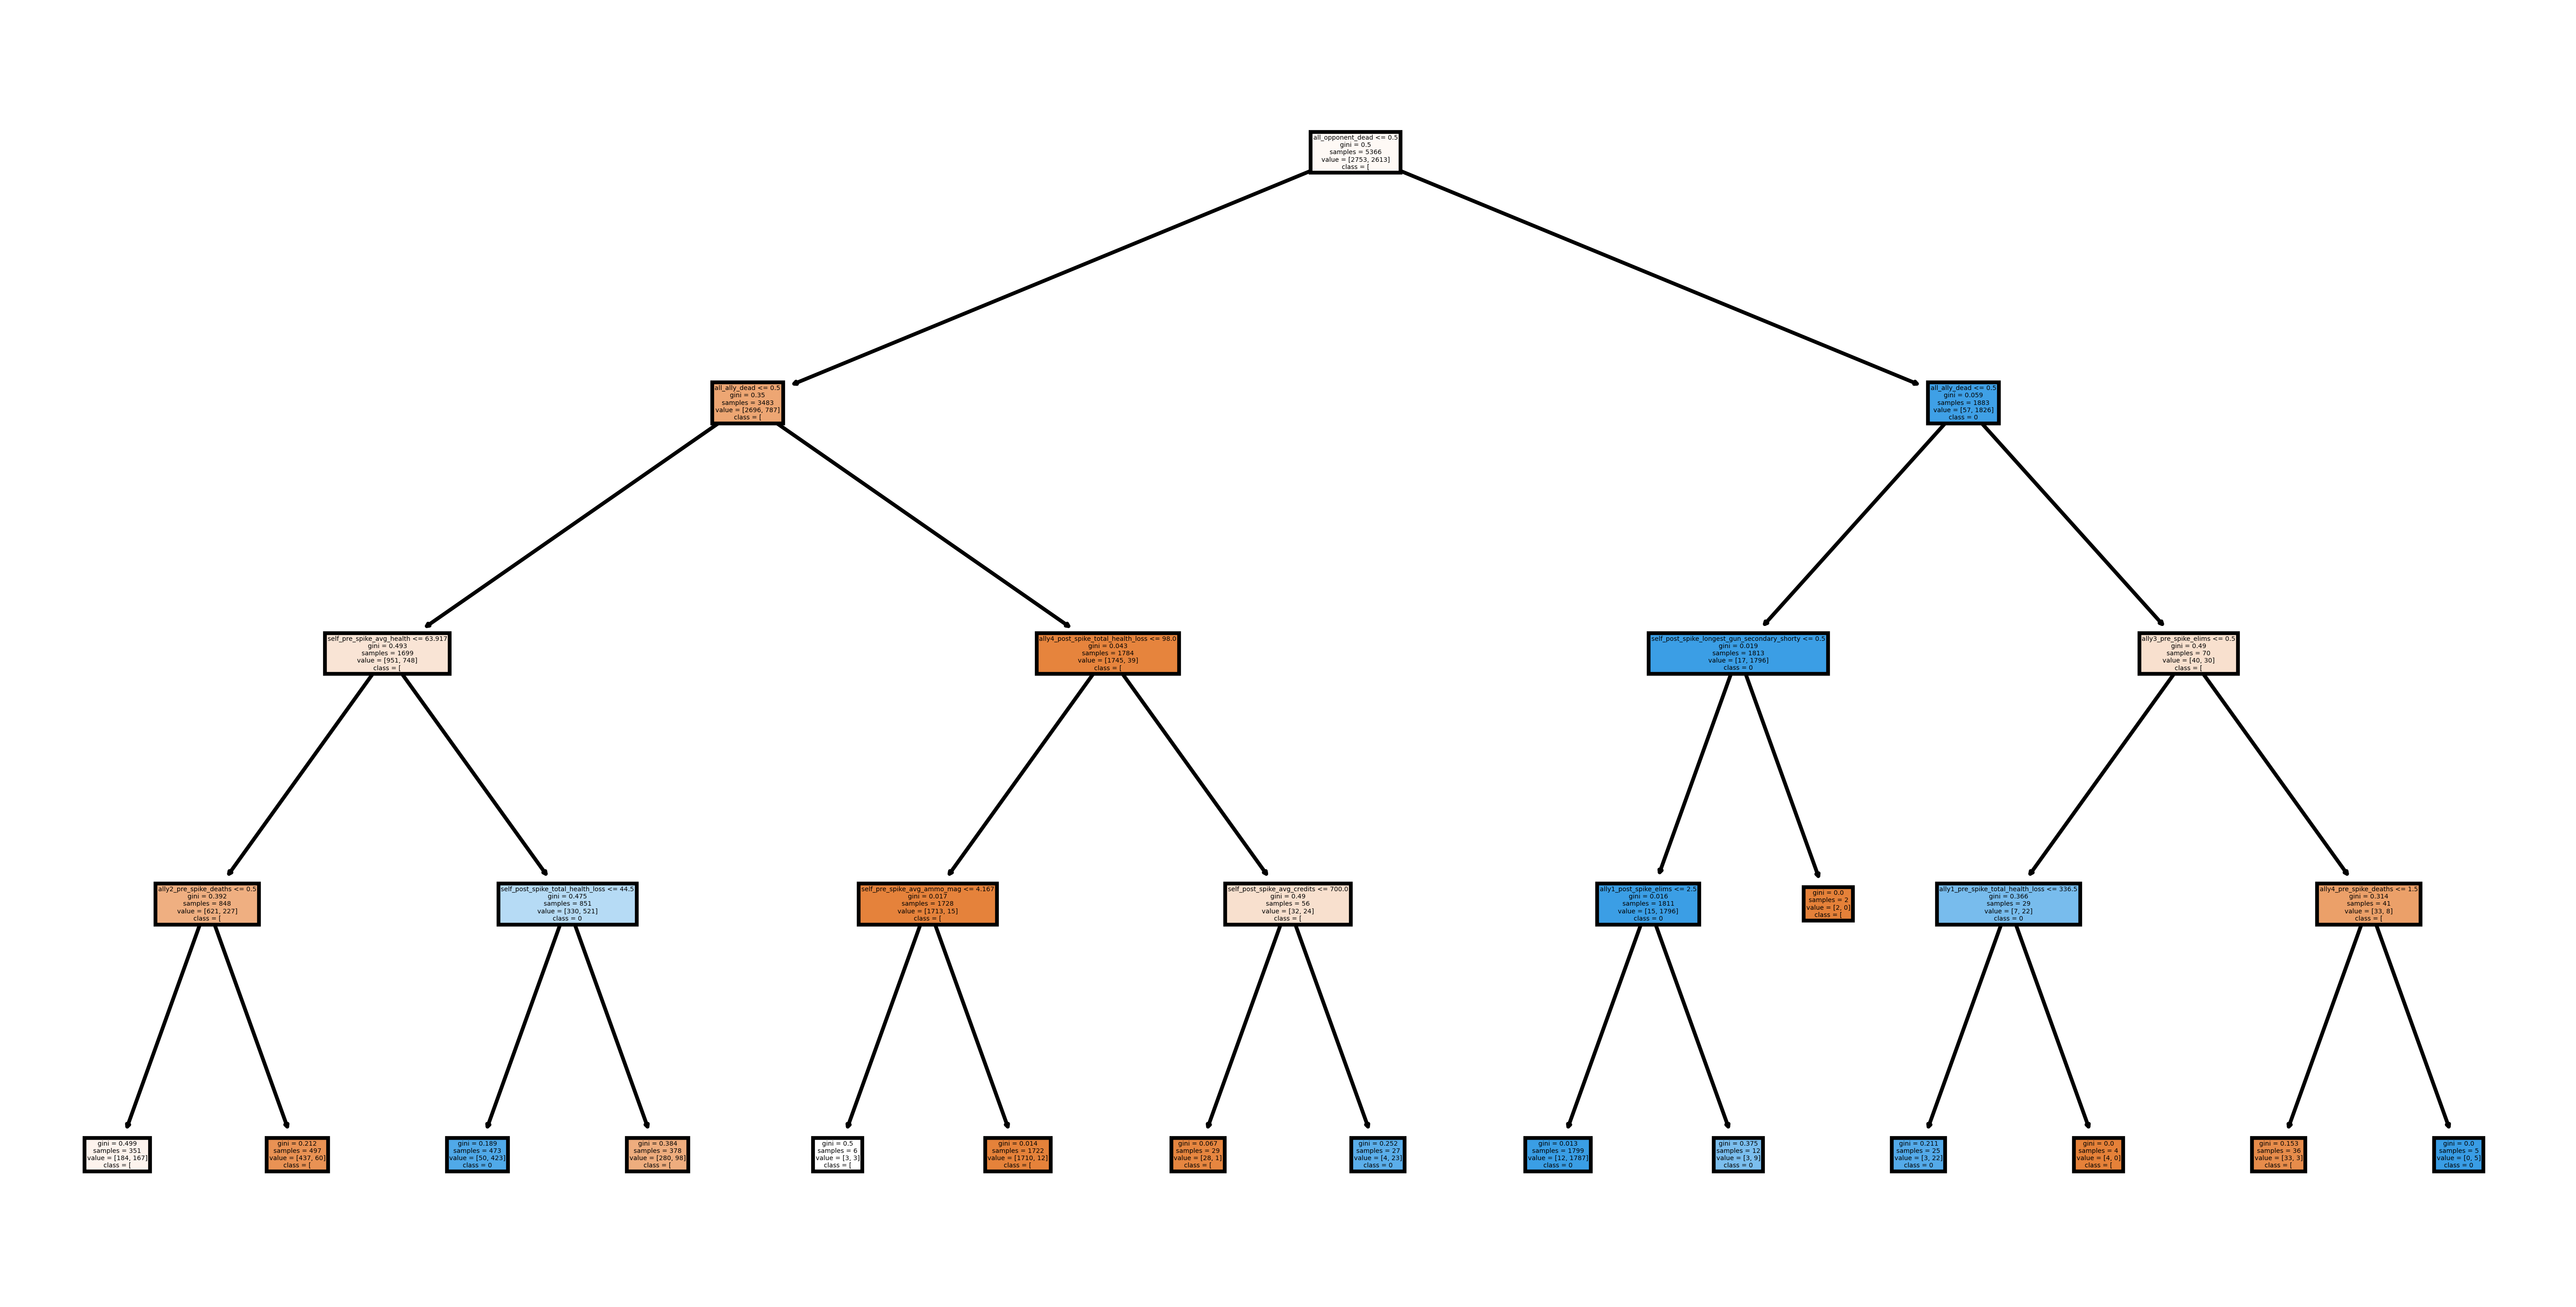 all_opponent_dead <= 0.5
gini = 0.5
samples = 5366
value = [2753, 2613]
class = [
all_ally_dead <= 0.5
gini = 0.35
samples = 3483
value = [2696, 787]
class = [
all_ally_dead <= 0.5
gini = 0.059
samples = 1883
value = [57, 1826]
class = 0
self_pre_spike_avg_health <= 63.917
gini = 0.493
samples = 1699
value = [951, 748]
class = [
ally4_post_spike_total_health_loss <= 98.0
gini = 0.043
samples = 1784
value = [1745, 39]
class = [
self_post_spike_longest_gun_secondary_shorty <= 0.5
gini = 0.019
samples = 1813
value = [17, 1796]
class = 0
ally3_pre_spike_elims <= 0.5
gini = 0.49
samples = 70
value = [40, 30]
class = [
ally2_pre_spike_deaths <= 0.5
gini = 0.392
samples = 848
value = [621, 227]
class = [
self_post_spike_total_health_loss <= 44.5
gini = 0.475
samples = 851
value = [330, 521]
class = 0
self_pre_spike_avg_ammo_mag <= 4.167
gini = 0.017
samples = 1728
value = [1713, 15]
class = [
self_post_spike_avg_credits <= 700.0
gini = 0.49
samples = 56
value = [32, 24]
class = [
ally1_post_spike_elims <= 2.5
gini = 0.016
samples = 1811
value = [15, 1796]
class = 0
gini = 0.0
samples = 2
value = [2, 0]
class = [
ally1_pre_spike_total_health_loss <= 336.5
gini = 0.366
samples = 29
value = [7, 22]
class = 0
ally4_pre_spike_deaths <= 1.5
gini = 0.314
samples = 41
value = [33, 8]
class = [
gini = 0.499
samples = 351
value = [184, 167]
class = [
gini = 0.212
samples = 497
value = [437, 60]
class = [
gini = 0.189
samples = 473
value = [50, 423]
class = 0
gini = 0.384
samples = 378
value = [280, 98]
class = [
gini = 0.5
samples = 6
value = [3, 3]
class = [
gini = 0.014
samples = 1722
value = [1710, 12]
class = [
gini = 0.067
samples = 29
value = [28, 1]
class = [
gini = 0.252
samples = 27
value = [4, 23]
class = 0
gini = 0.013
samples = 1799
value = [12, 1787]
class = 0
gini = 0.375
samples = 12
value = [3, 9]
class = 0
gini = 0.211
samples = 25
value = [3, 22]
class = 0
gini = 0.0
samples = 4
value = [4, 0]
class = [
gini = 0.153
samples = 36
value = [33, 3]
class = [
gini = 0.0
samples = 5
value = [0, 5]
class = 0